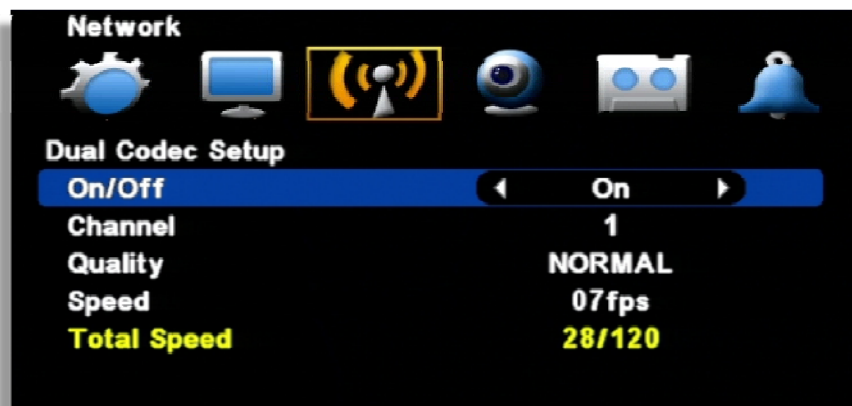 Network
Dual Codec Setup
On/Off On
Channel 1
Quality NORMAL
Speed 07fps
Total Speed 28/120